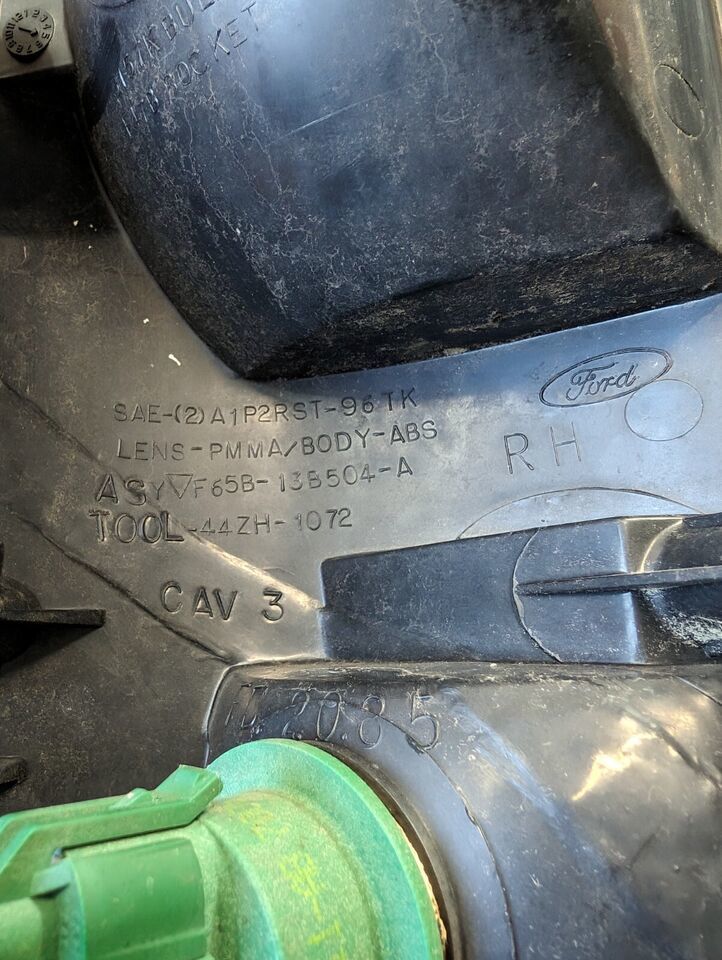 SAE-(2)A1P2RST-96TK
LENS-PMMA/BODY-ABS
ASY▽F65B-13B504-A
TOOL-44ZH-1072
CAV 3
Ford
RH
2085